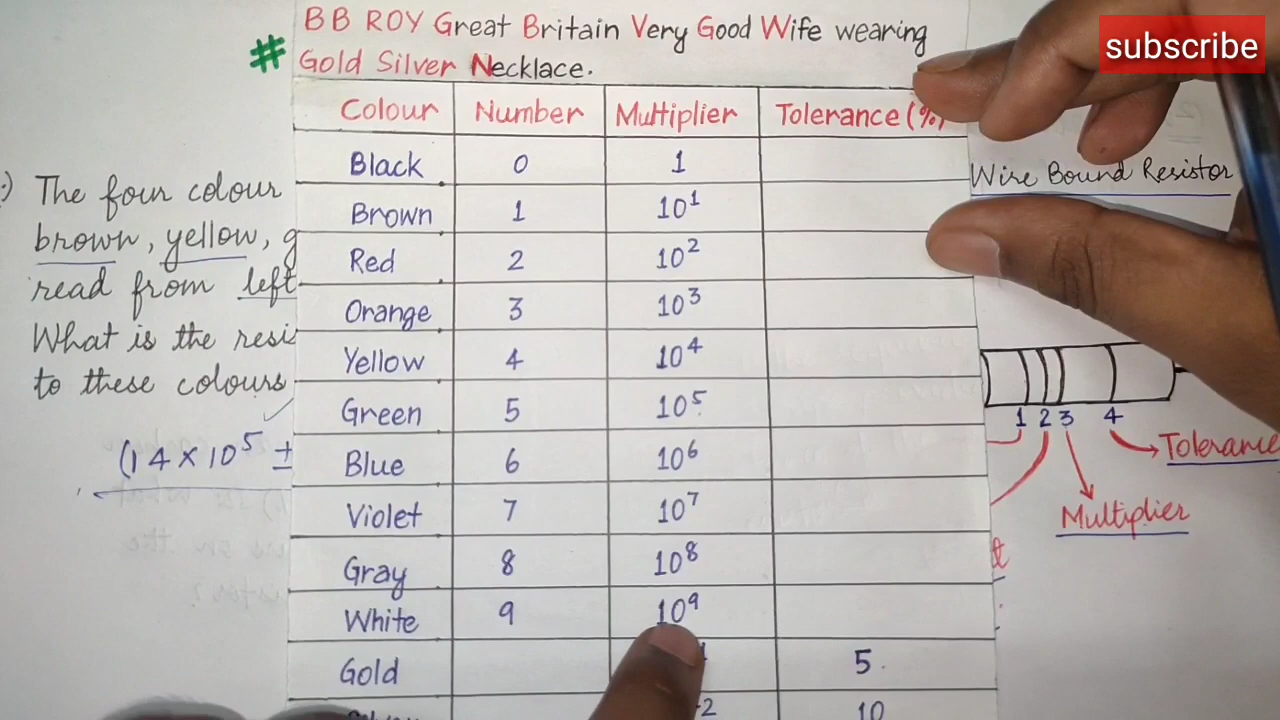 BB ROY Great Britain Very Good Wife wearing
# Gold Silver Necklace.
subscribe
Colour Number Multiplier Tolerance (%)
Black 0 1
Brown 1 10¹
Red 2 10²
Orange 3 10³
Yellow 4 10⁴
Green 5 10⁵
Blue 6 10⁶
Violet 7 10⁷
Gray 8 10⁸
White 9 10⁹
Gold 5
10
The four colour
brown, yellow, g
read from left
What is the resi
to these colours
(14 × 10⁵ ±
Wire Bound Resistor
1 2 3 4
Tolerance
Multiplier